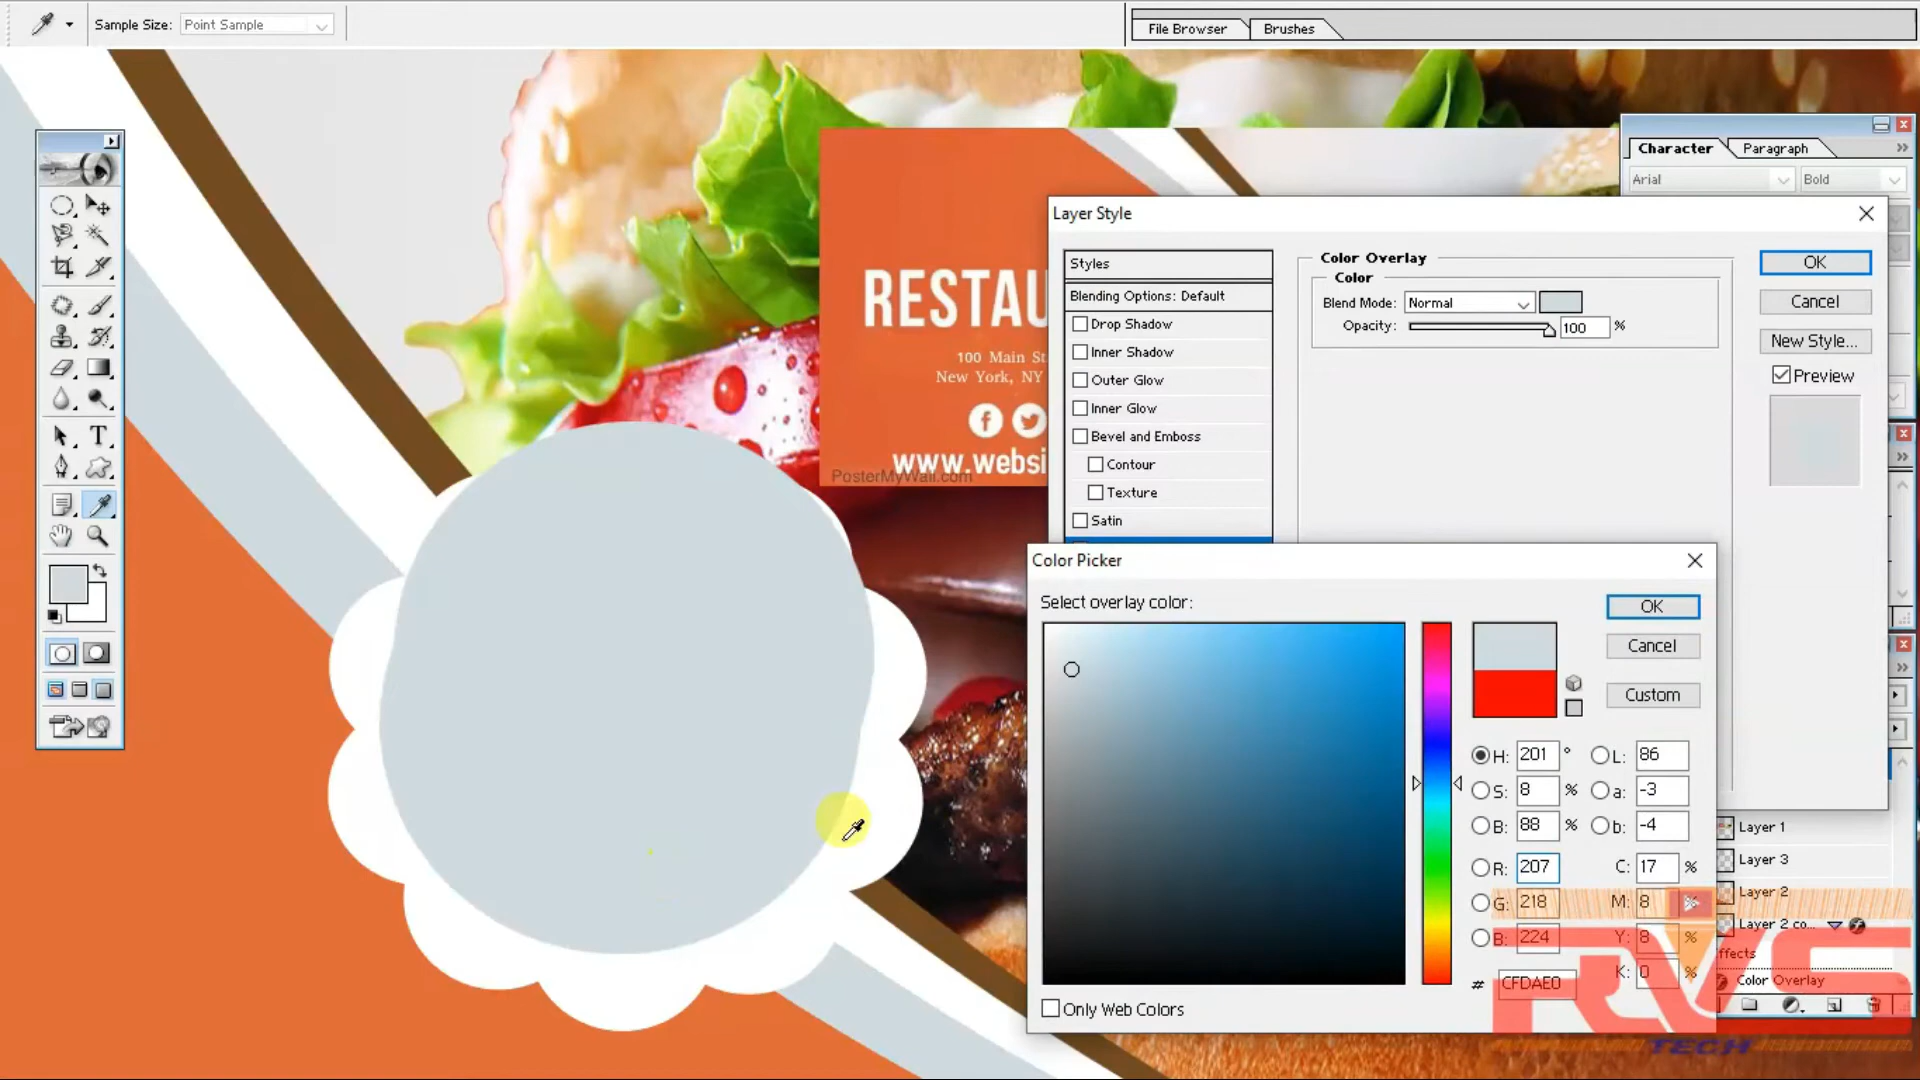 Sample Size: Point Sample
File Browser
Brushes
Character
Paragraph
Arial
Bold
RESTAU
100 Main St
New York, NY
www.websi
PosterMyWall.com
Layer Style
Styles
Blending Options: Default
Drop Shadow
Inner Shadow
Outer Glow
Inner Glow
Bevel and Emboss
Contour
Texture
Satin
Color Overlay
Color
Blend Mode: Normal
Opacity: 100 %
OK
Cancel
New Style...
Preview
Color Picker
Select overlay color:
OK
Cancel
Custom
H: 201 ° L: 86
S: 8 % a: -3
B: 88 % b: -4
R: 207 C: 17 %
G: 218 M: 8 %
B: 224 Y: 8 %
K: 0 %
# CFDAE0
Only Web Colors
Layer 1
Layer 3
Layer 2
Layer 2 co...
ffects
Color Overlay
RVS
TECH